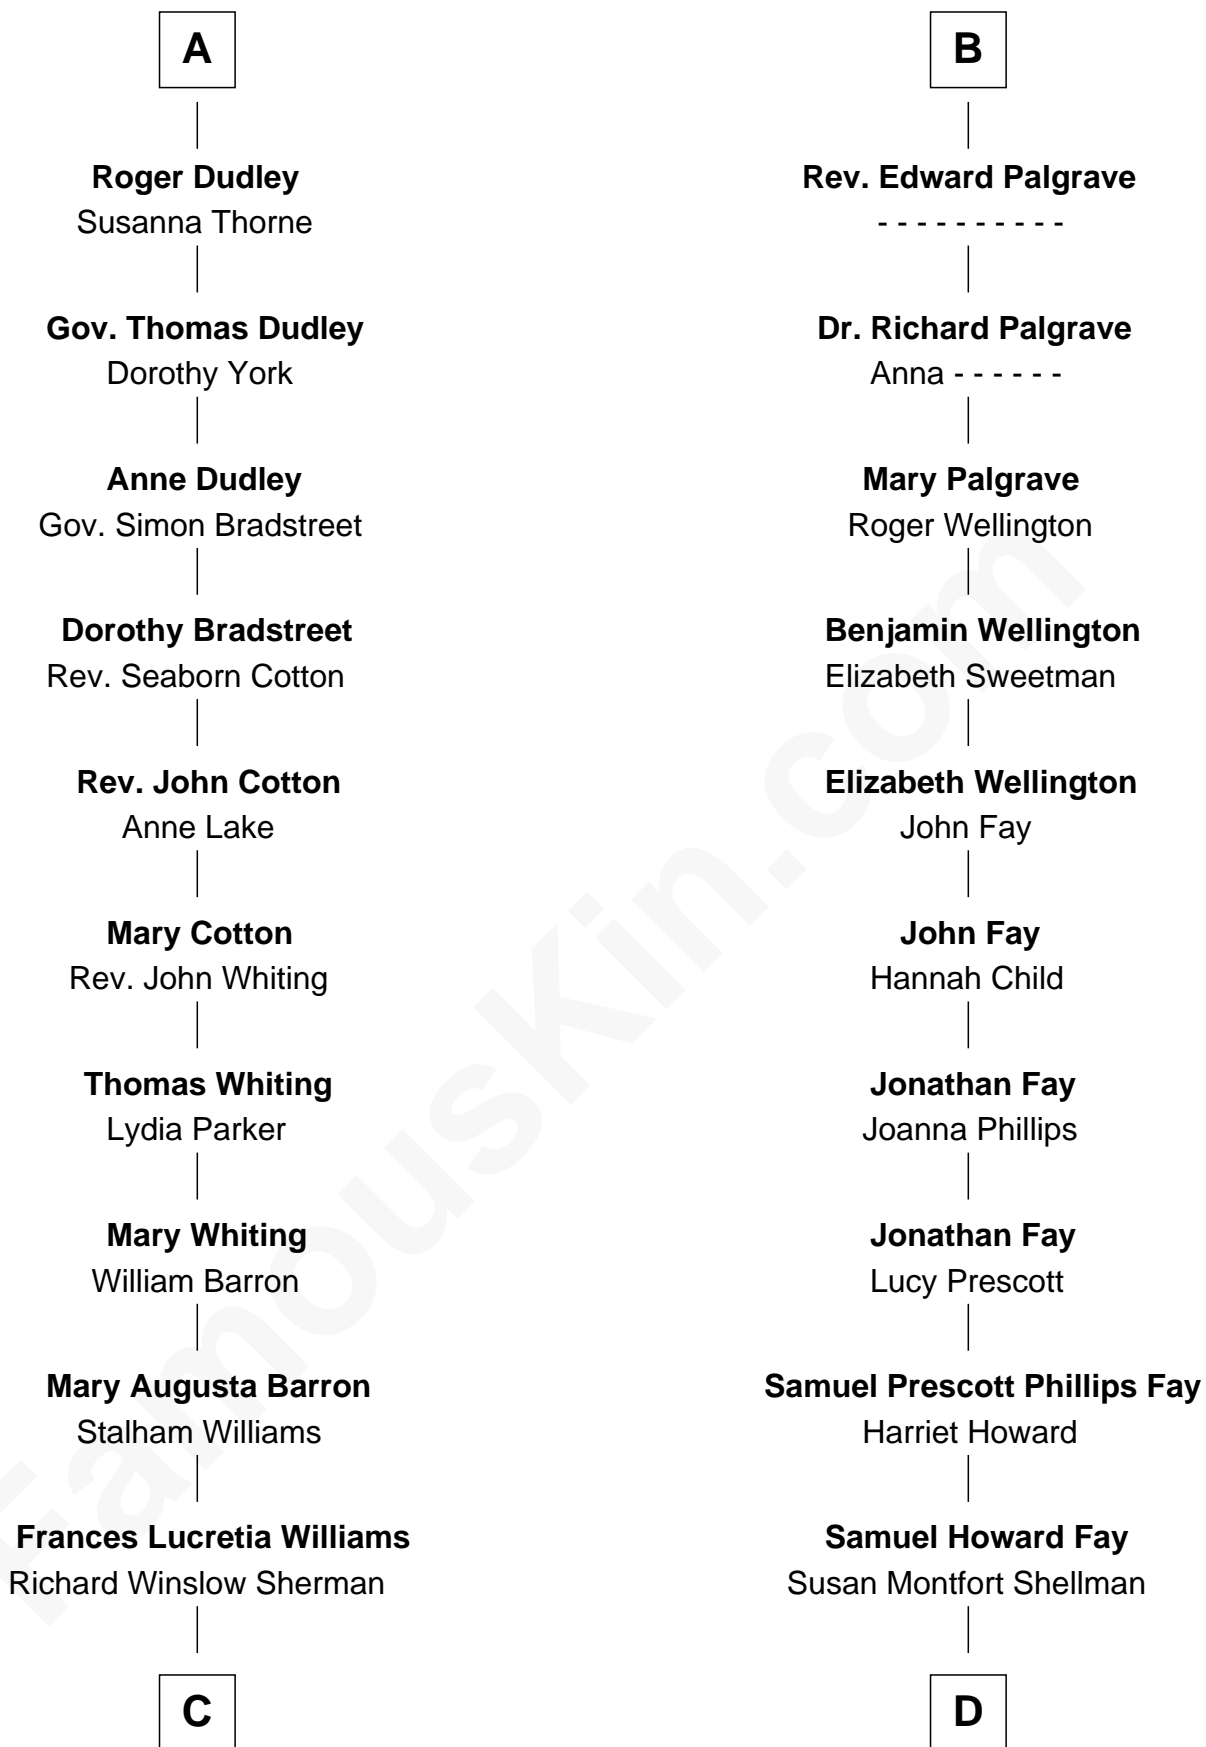 A
Roger Dudley
Susanna Thorne
Gov. Thomas Dudley
Dorothy York
Anne Dudley
Gov. Simon Bradstreet
Dorothy Bradstreet
Rev. Seaborn Cotton
Rev. John Cotton
Anne Lake
Mary Cotton
Rev. John Whiting
Thomas Whiting
Lydia Parker
Mary Whiting
William Barron
Mary Augusta Barron
Stalham Williams
Frances Lucretia Williams
Richard Winslow Sherman
C
B
Rev. Edward Palgrave
- - - - - - - - - -
Dr. Richard Palgrave
Anna - - - - - -
Mary Palgrave
Roger Wellington
Benjamin Wellington
Elizabeth Sweetman
Elizabeth Wellington
John Fay
John Fay
Hannah Child
Jonathan Fay
Joanna Phillips
Jonathan Fay
Lucy Prescott
Samuel Prescott Phillips Fay
Harriet Howard
Samuel Howard Fay
Susan Montfort Shellman
D
FamousKin.com